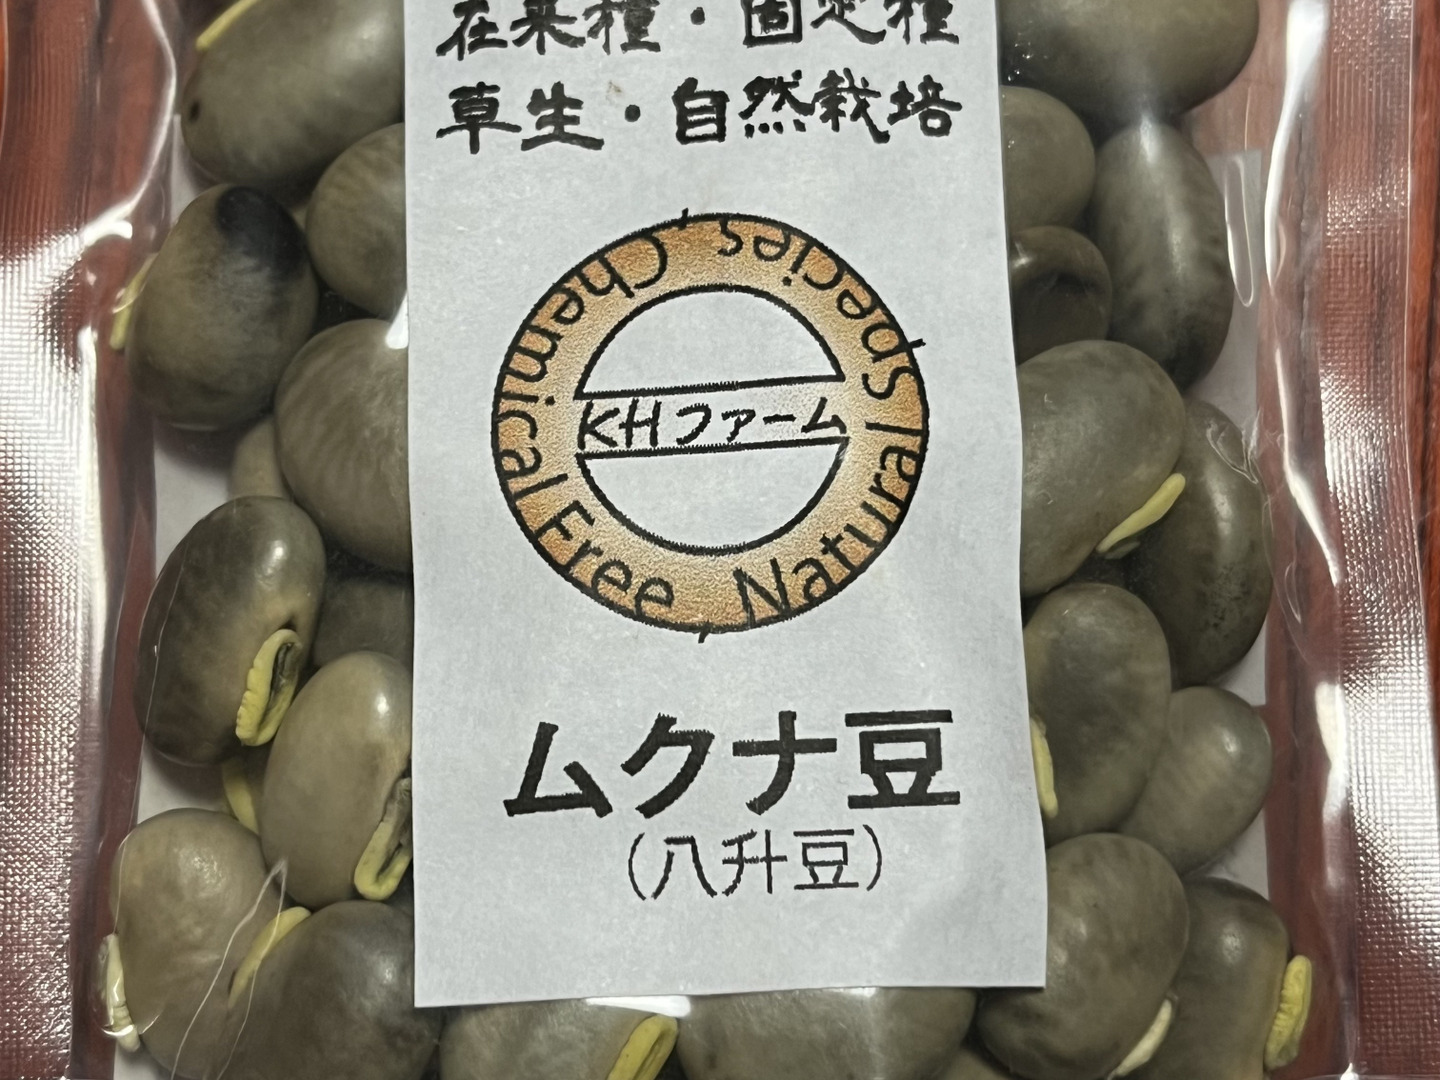 在来種・固定種
草生・自然栽培
Chemical Free Natural Species
KHファーム
ムクナ豆
(八升豆)